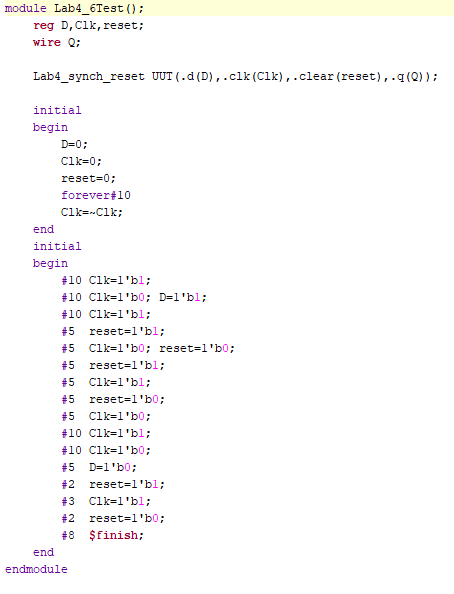 module Lab4_6Test();
reg D,Clk,reset;
wire Q;
Lab4_synch_reset UUT(.d(D),.clk(Clk),.clear(reset),.q(Q));
initial
begin
D=0;
Clk=0;
reset=0;
forever#10
Clk=~Clk;
end
initial
begin
#10 Clk=1'b1;
#10 Clk=1'b0; D=1'b1;
#10 Clk=1'b1;
#5 reset=1'b1;
#5 Clk=1'b0; reset=1'b0;
#5 reset=1'b1;
#5 Clk=1'b1;
#5 reset=1'b0;
#5 Clk=1'b0;
#10 Clk=1'b1;
#10 Clk=1'b0;
#5 D=1'b0;
#2 reset=1'b1;
#3 Clk=1'b1;
#2 reset=1'b0;
#8 $finish;
end
endmodule